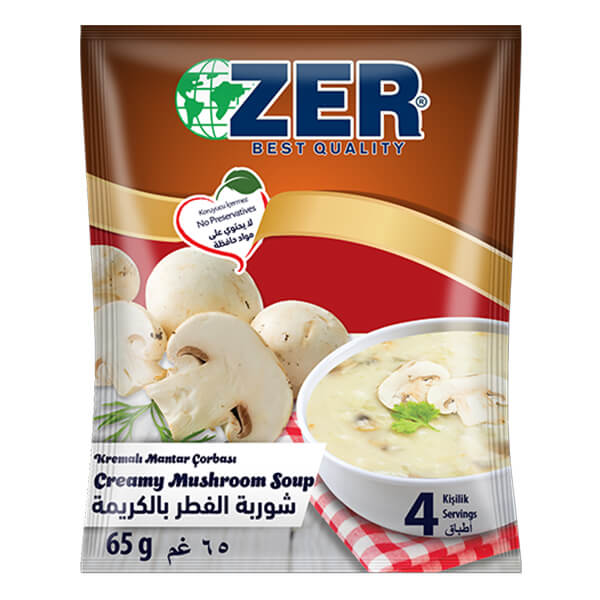 ZER®
BEST QUALITY
Koruyucu İçermez
No Preservatives
لا يحتوي على
مواد حافظة
Kremalı Mantar Çorbası
Creamy Mushroom Soup
شوربة الفطر بالكريمة
65 g ٦٥ غم
4
Kişilik
Servings
اطباق